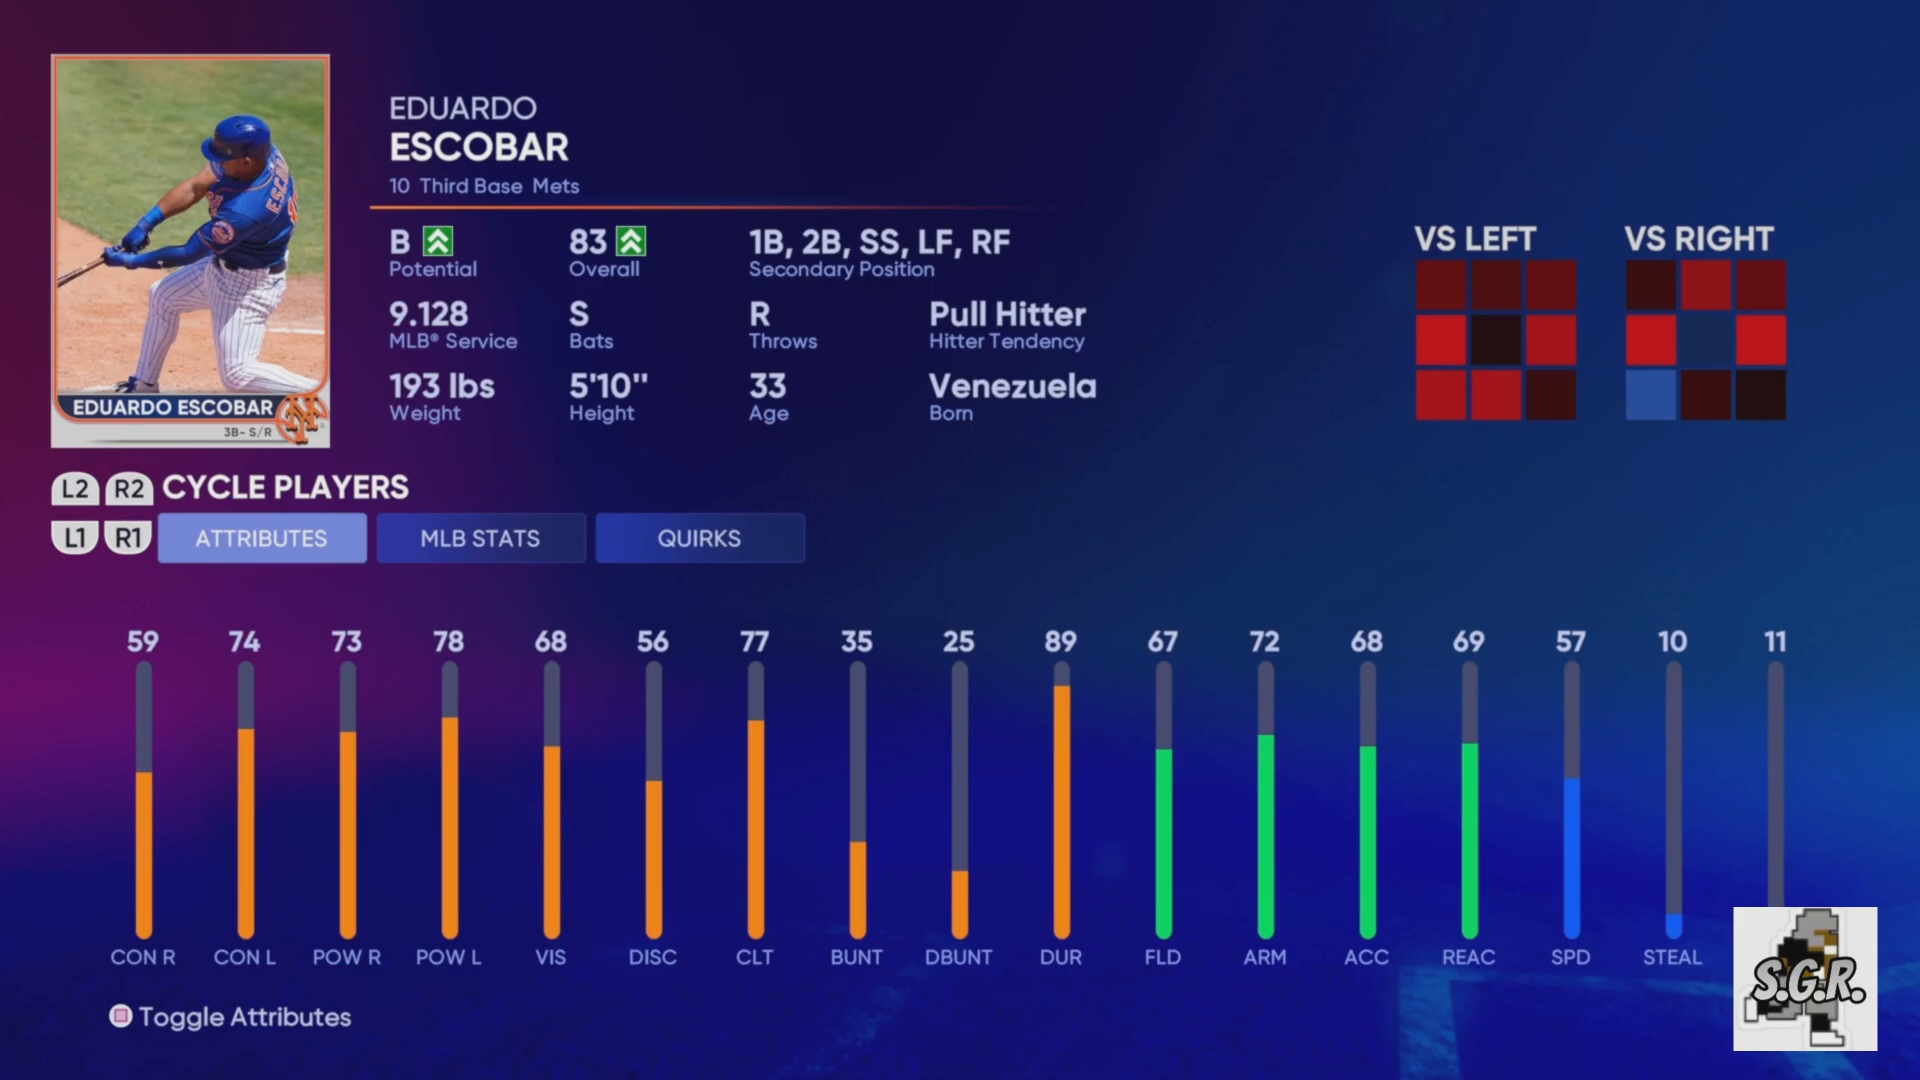 EDUARDO
ESCOBAR
10 Third Base Mets
B
Potential
83
Overall
1B, 2B, SS, LF, RF
Secondary Position
9.128
MLB® Service
S
Bats
R
Throws
Pull Hitter
Hitter Tendency
193 lbs
Weight
5'10''
Height
33
Age
Venezuela
Born
VS LEFT
VS RIGHT
EDUARDO ESCOBAR
3B- S/R
L2 R2 CYCLE PLAYERS
L1 R1 ATTRIBUTES MLB STATS QUIRKS
59 74 73 78 68 56 77 35 25 89 67 72 68 69 57 10 11
CON R CON L POW R POW L VIS DISC CLT BUNT DBUNT DUR FLD ARM ACC REAC SPD STEAL
Toggle Attributes
S.G.R.